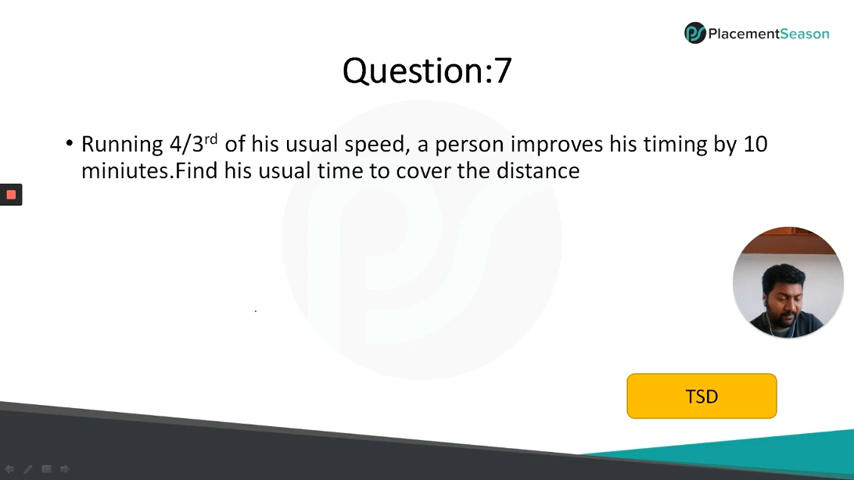 PlacementSeason
Question:7
• Running 4/3rd of his usual speed, a person improves his timing by 10
miniutes.Find his usual time to cover the distance
TSD